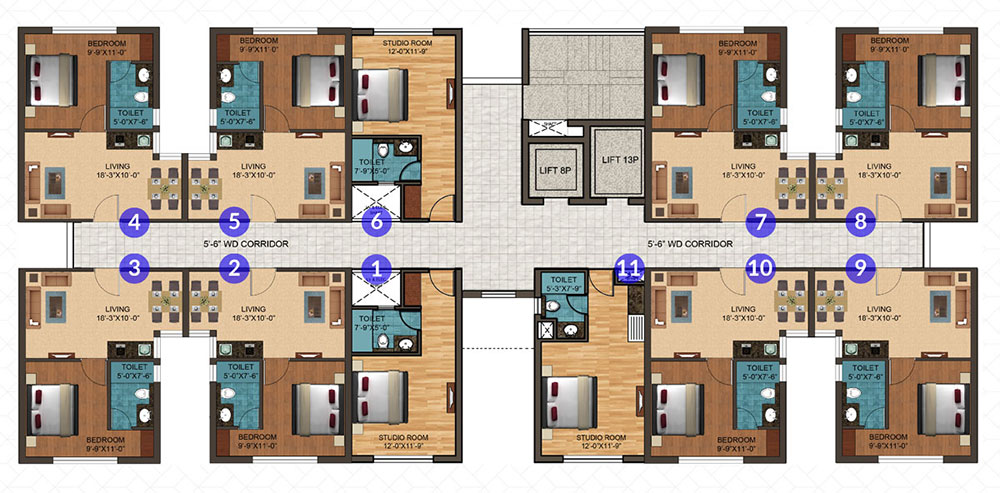 BEDROOM
9'-9"X11'-0"
TOILET
5'-0"X7'-6"
LIVING
18'-3"X10'-0"
BEDROOM
9'-9"X11'-0"
TOILET
5'-0"X7'-6"
LIVING
18'-3"X10'-0"
STUDIO ROOM
12'-0"X11'-9"
TOILET
7'-9"X5'-0"
LIFT 8P
LIFT 13P
BEDROOM
9'-9"X11'-0"
TOILET
5'-0"X7'-6"
LIVING
18'-3"X10'-0"
BEDROOM
9'-9"X11'-0"
TOILET
5'-0"X7'-6"
LIVING
18'-3"X10'-0"
4
5
6
7
8
5'-6" WD CORRIDOR
5'-6" WD CORRIDOR
3
2
1
11
10
9
LIVING
18'-3"X10'-0"
TOILET
5'-0"X7'-6"
BEDROOM
9'-9"X11'-0"
LIVING
18'-3"X10'-0"
TOILET
5'-0"X7'-6"
BEDROOM
9'-9"X11'-0"
TOILET
7'-9"X5'-0"
STUDIO ROOM
12'-0"X11'-9"
TOILET
5'-3"X7'-9"
STUDIO ROOM
12'-0"X11'-9"
LIVING
18'-3"X10'-0"
TOILET
5'-0"X7'-6"
BEDROOM
9'-9"X11'-0"
LIVING
18'-3"X10'-0"
TOILET
5'-0"X7'-6"
BEDROOM
9'-9"X11'-0"